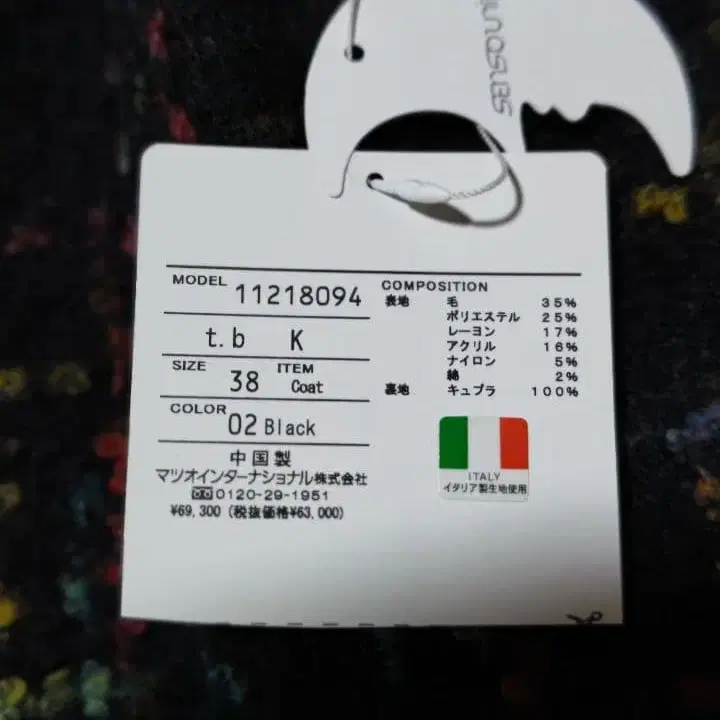 MODEL 11218094
t.b K
SIZE 38 ITEM Coat
COLOR 02 Black
中国製
マツオインターナショナル株式会社
0120-29-1951
¥69,300 (税抜価格¥63,000)
COMPOSITION
表地 毛 35%
ポリエステル 25%
レーヨン 17%
アクリル 16%
ナイロン 5%
綿 2%
裏地 キュプラ 100%
ITALY
イタリア製生地使用